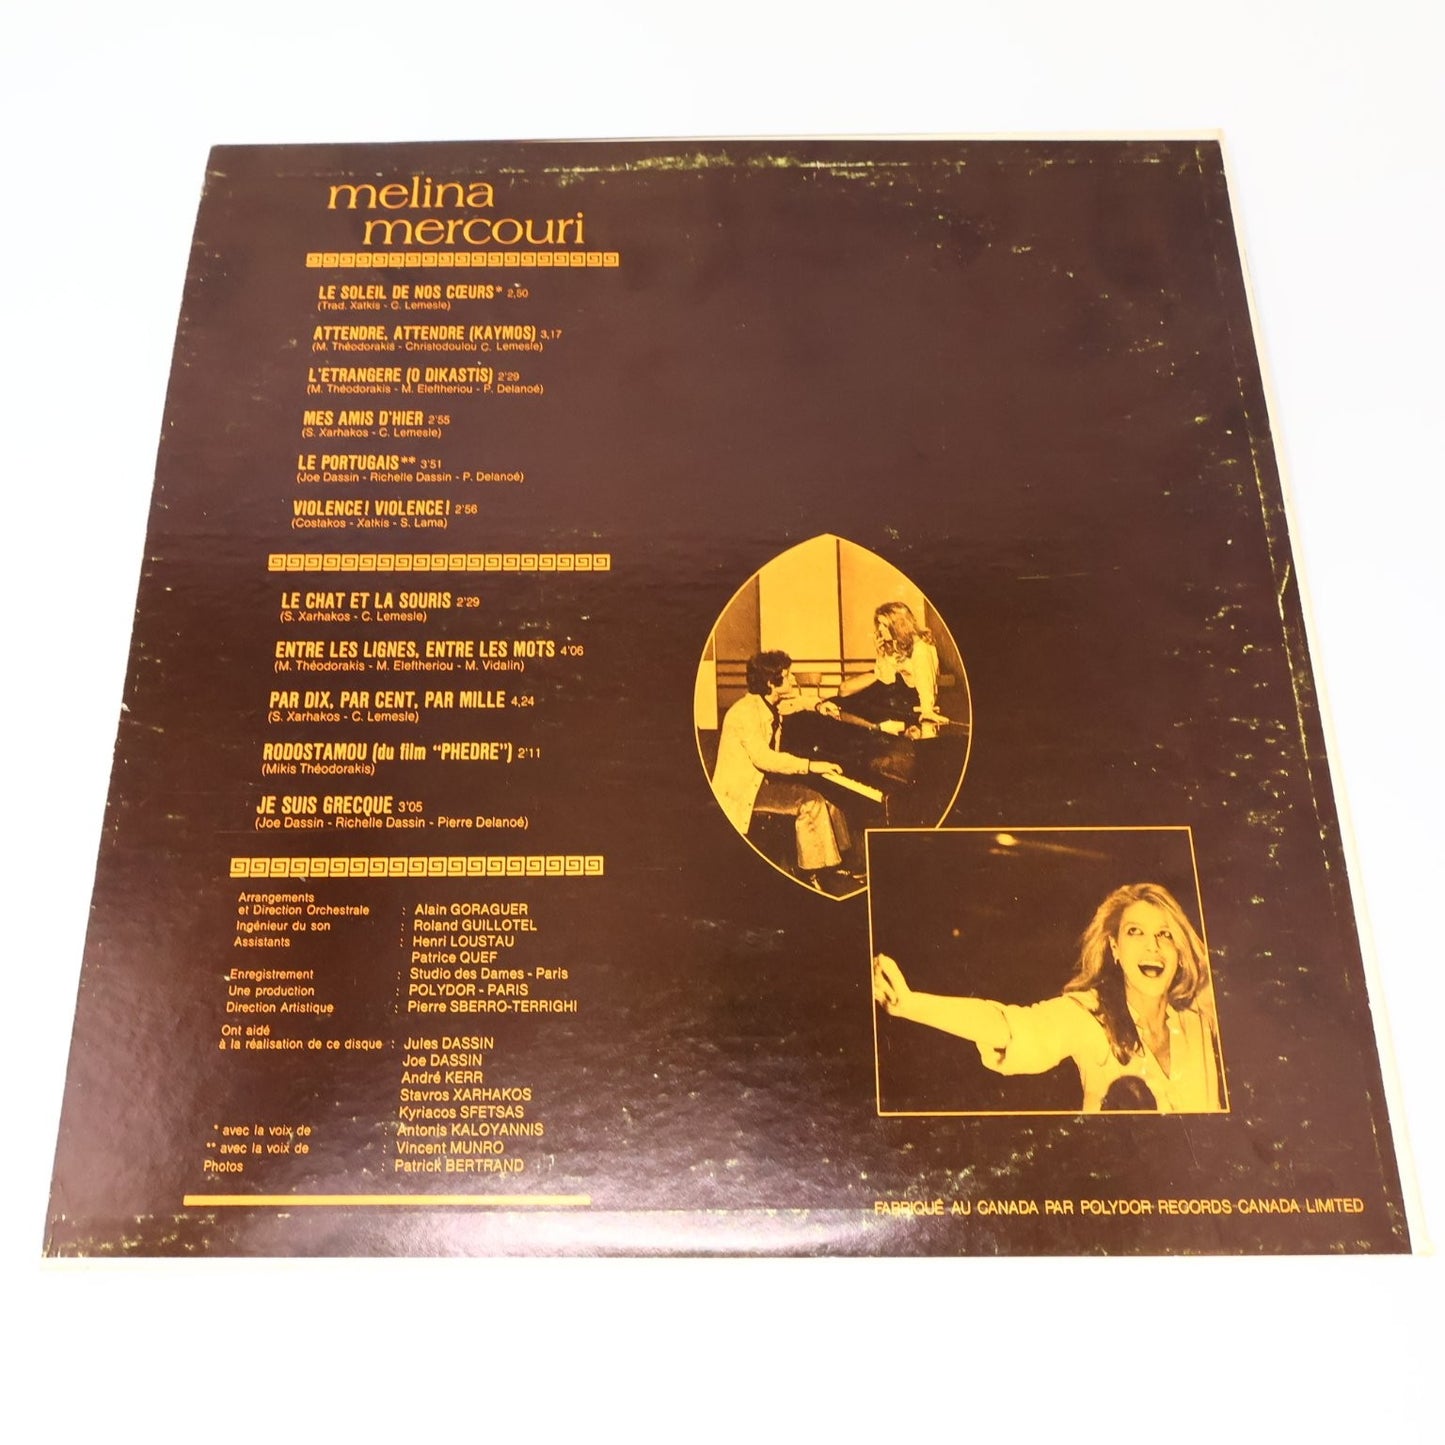 melina
mercouri
LE SOLEIL DE NOS CŒURS* 2,50
(Trad. Xatkis - C. Lemesle)
ATTENDRE, ATTENDRE (KAYMOS) 3,17
(M. Théodorakis - Christodoulou C. Lemesle)
L'ETRANGERE (O DIKASTIS) 2'29
(M. Théodorakis - M. Eleftheriou - P. Delanoé)
MES AMIS D'HIER 2'55
(S. Xarhakos - C. Lemesle)
LE PORTUGAIS** 3'51
(Joe Dassin - Richelle Dassin - P. Delanoé)
VIOLENCE! VIOLENCE! 2'56
(Costakos - Xatkis - S. Lama)
LE CHAT ET LA SOURIS 2'29
(S. Xarhakos - C. Lemesle)
ENTRE LES LIGNES, ENTRE LES MOTS 4'06
(M. Théodorakis - M. Eleftheriou - M. Vidalin)
PAR DIX, PAR CENT, PAR MILLE 4,24
(S. Xarhakos - C. Lemesle)
RODOSTAMOU (du film "PHEDRE") 2'11
(Mikis Théodorakis)
JE SUIS GRECQUE 3'05
(Joe Dassin - Richelle Dassin - Pierre Delanoé)
Arrangements
et Direction Orchestrale : Alain GORAGUER
Ingénieur du son : Roland GUILLOTEL
Assistants : Henri LOUSTAU
Patrice QUEF
Enregistrement : Studio des Dames - Paris
Une production : POLYDOR - PARIS
Direction Artistique : Pierre SBERRO-TERRIGHI
Ont aidé
à la réalisation de ce disque : Jules DASSIN
Joe DASSIN
André KERR
Stavros XARHAKOS
Kyriacos SFETSAS
* avec la voix de : Antonis KALOYANNIS
** avec la voix de : Vincent MUNRO
Photos : Patrick BERTRAND
FABRIQUÉ AU CANADA PAR POLYDOR RECORDS CANADA LIMITED